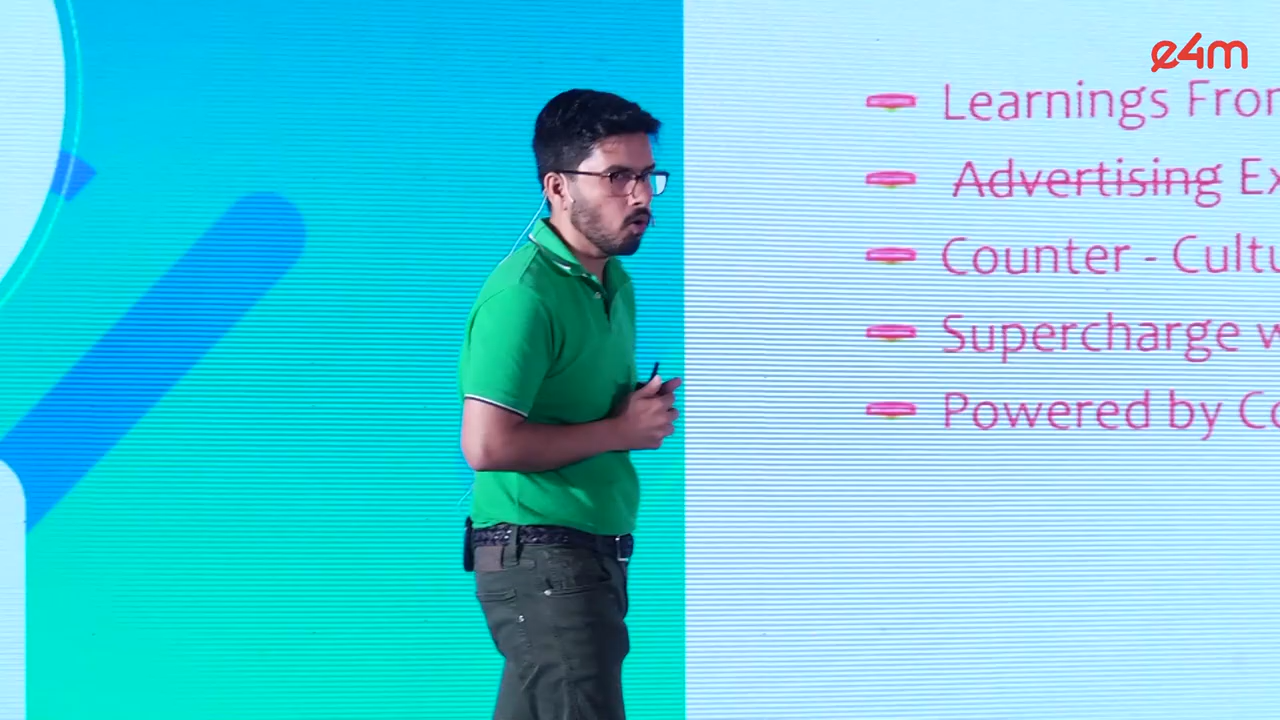 e4m
Learnings
Advertising
Counter -
Supercharge
Powered by